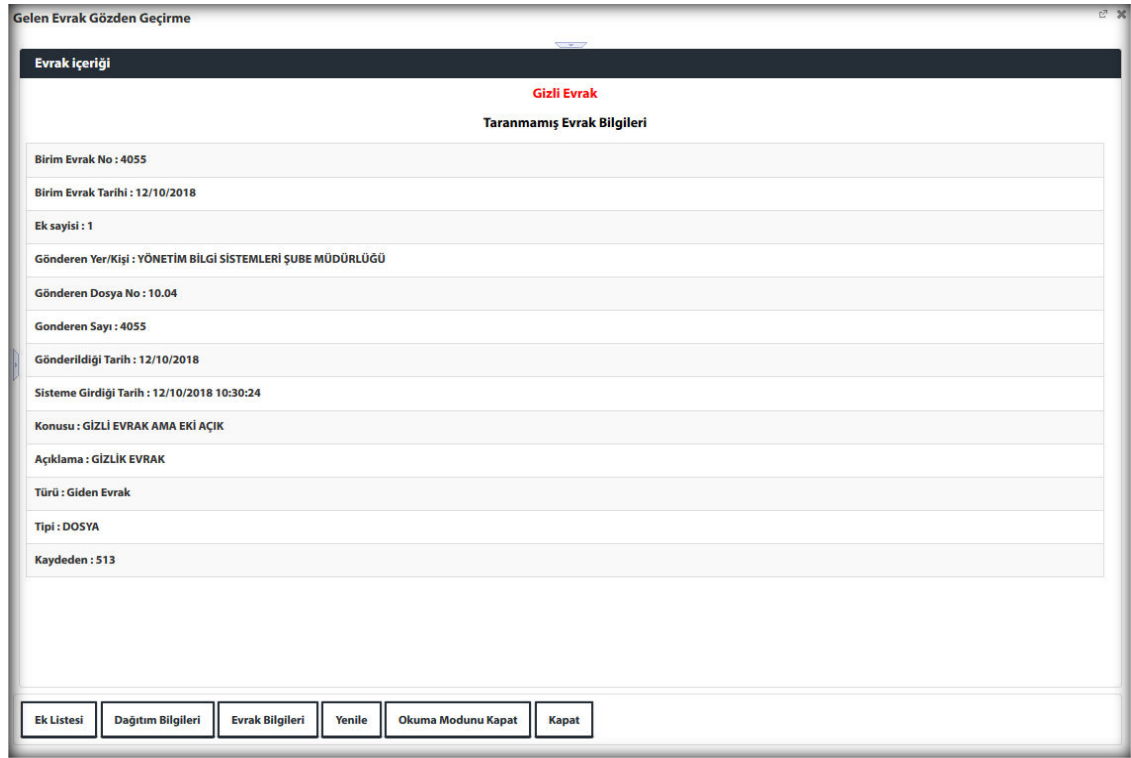 Gelen Evrak Gözden Geçirme
Evrak içeriği
Gizli Evrak
Taranmamış Evrak Bilgileri
Birim Evrak No : 4055
Birim Evrak Tarihi : 12/10/2018
Ek sayisi : 1
Gönderen Yer/Kişi : YÖNETİM BİLGİ SİSTEMLERİ ŞUBE MÜDÜRLÜĞÜ
Gönderen Dosya No : 10.04
Gonderen Sayı : 4055
Gönderildiği Tarih : 12/10/2018
Sisteme Girdiği Tarih : 12/10/2018 10:30:24
Konusu : GİZLİ EVRAK AMA EKİ AÇIK
Açıklama : GİZLİK EVRAK
Türü : Giden Evrak
Tipi : DOSYA
Kaydeden : 513
Ek Listesi Dağıtım Bilgileri Evrak Bilgileri Yenile Okuma Modunu Kapat Kapat